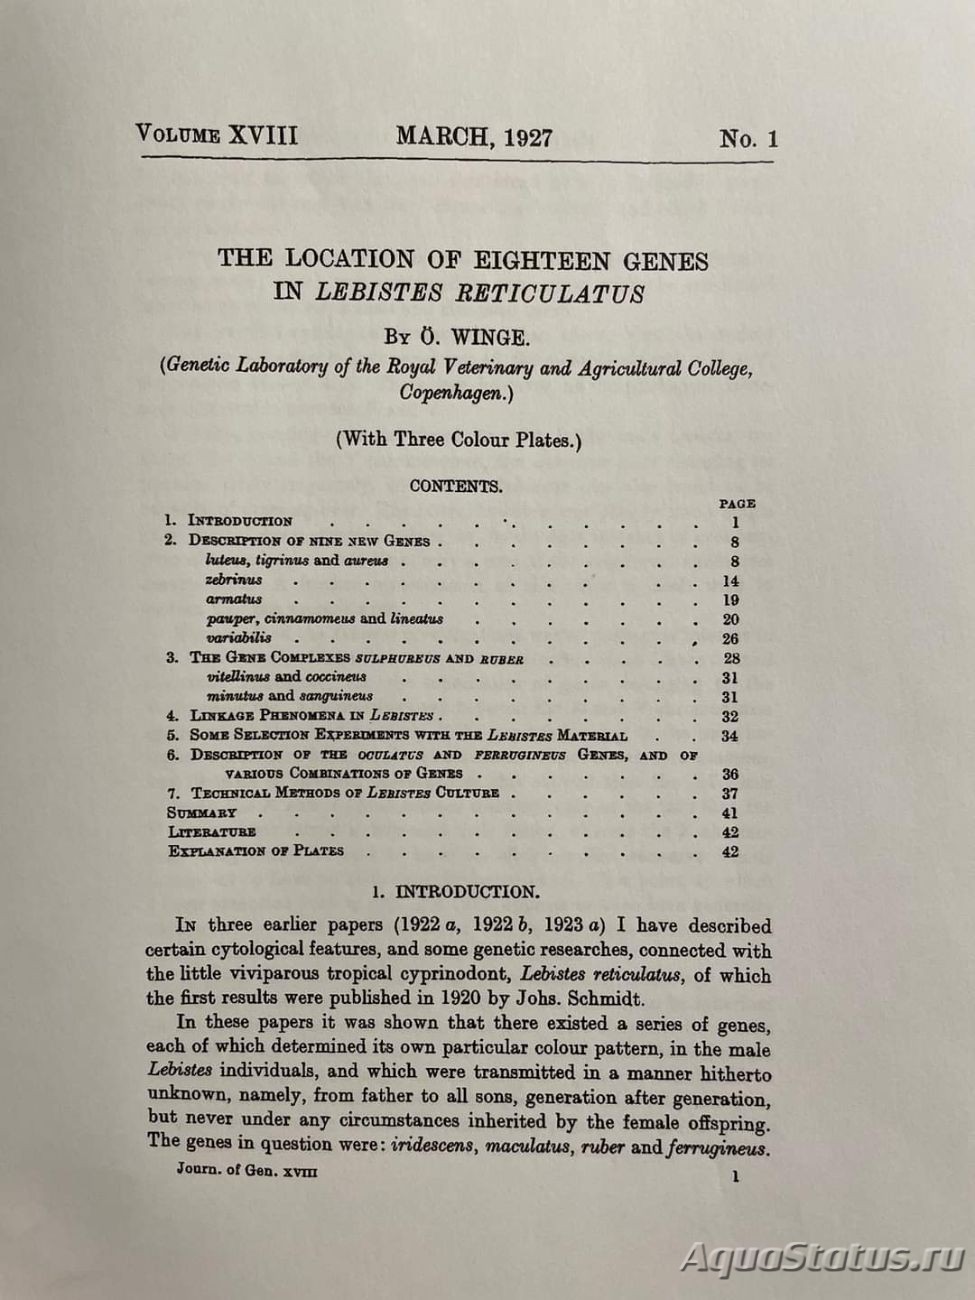 VOLUME XVIII MARCH, 1927 No. 1
THE LOCATION OF EIGHTEEN GENES
IN LEBISTES RETICULATUS
BY Ö. WINGE.
(Genetic Laboratory of the Royal Veterinary and Agricultural College,
Copenhagen.)
(With Three Colour Plates.)
CONTENTS.
PAGE
1. INTRODUCTION . . . . . . . . . . . 1
2. DESCRIPTION OF NINE NEW GENES . . . . . . . . 8
luteus, tigrinus and aureus . . . . . . . . . 8
zebrinus . . . . . . . . . . . 14
armatus . . . . . . . . . . . . 19
pauper, cinnamomeus and lineatus . . . . . . . 20
variabilis . . . . . . . . . . . . 26
3. THE GENE COMPLEXES SULPHUREUS AND RUBER . . . . . 28
vitellinus and coccineus . . . . . . . . . 31
minutus and sanguineus . . . . . . . . . 31
4. LINKAGE PHENOMENA IN LEBISTES . . . . . . . . 32
5. SOME SELECTION EXPERIMENTS WITH THE LEBISTES MATERIAL . . 34
6. DESCRIPTION OF THE OCULATUS AND FERRUGINEUS GENES, AND OF
VARIOUS COMBINATIONS OF GENES . . . . . . . 36
7. TECHNICAL METHODS OF LEBISTES CULTURE . . . . . . 37
SUMMARY . . . . . . . . . . . . . 41
LITERATURE . . . . . . . . . . . . 42
EXPLANATION OF PLATES . . . . . . . . . . 42
1. INTRODUCTION.
IN three earlier papers (1922 a, 1922 b, 1923 a) I have described
certain cytological features, and some genetic researches, connected with
the little viviparous tropical cyprinodont, Lebistes reticulatus, of which
the first results were published in 1920 by Johs. Schmidt.
In these papers it was shown that there existed a series of genes,
each of which determined its own particular colour pattern, in the male
Lebistes individuals, and which were transmitted in a manner hitherto
unknown, namely, from father to all sons, generation after generation,
but never under any circumstances inherited by the female offspring.
The genes in question were: iridescens, maculatus, ruber and ferrugineus.
Journ. of Gen. XVIII 1
AquaStatus.ru